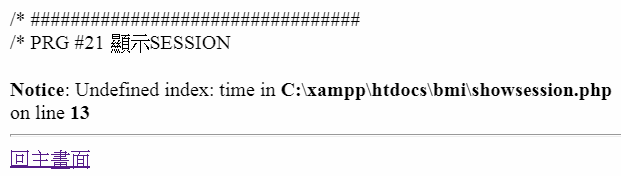 /* #################################
/* PRG #21 顯示SESSION
Notice: Undefined index: time in C:\xampp\htdocs\bmi\showsession.php
on line 13
回主畫面